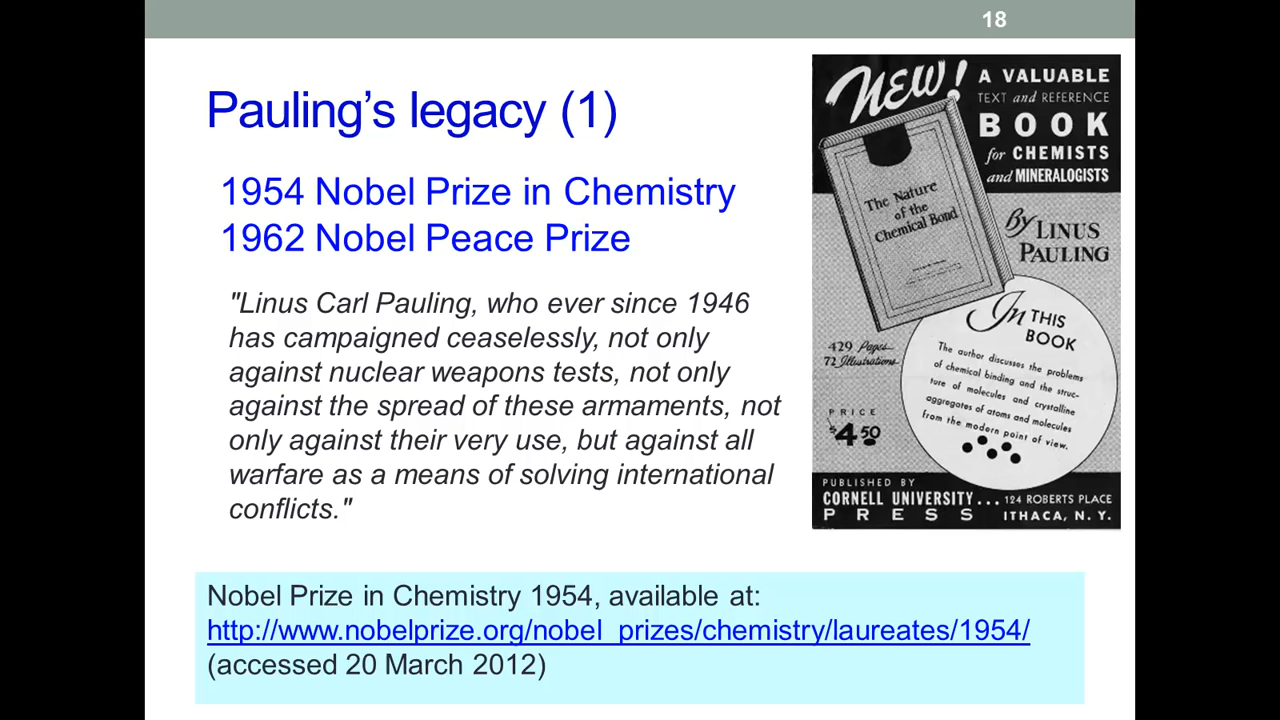 18
Pauling's legacy (1)
1954 Nobel Prize in Chemistry
1962 Nobel Peace Prize
"Linus Carl Pauling, who ever since 1946
has campaigned ceaselessly, not only
against nuclear weapons tests, not only
against the spread of these armaments, not
only against their very use, but against all
warfare as a means of solving international
conflicts."
NEW!
A VALUABLE
TEXT and REFERENCE
BOOK
for CHEMISTS
and MINERALOGISTS
The Nature
of the
Chemical Bond
By LINUS
PAULING
In THIS
BOOK
The author discusses the problems
of chemical binding and the struc-
ture of molecules and crystalline
aggregates of atoms and molecules
from the modern point of view.
429 Pages
72 Illustrations
PRICE
$4.50
PUBLISHED BY
CORNELL UNIVERSITY... 124 ROBERTS PLACE
PRESS ITHACA, N. Y.
Nobel Prize in Chemistry 1954, available at:
http://www.nobelprize.org/nobel_prizes/chemistry/laureates/1954/
(accessed 20 March 2012)